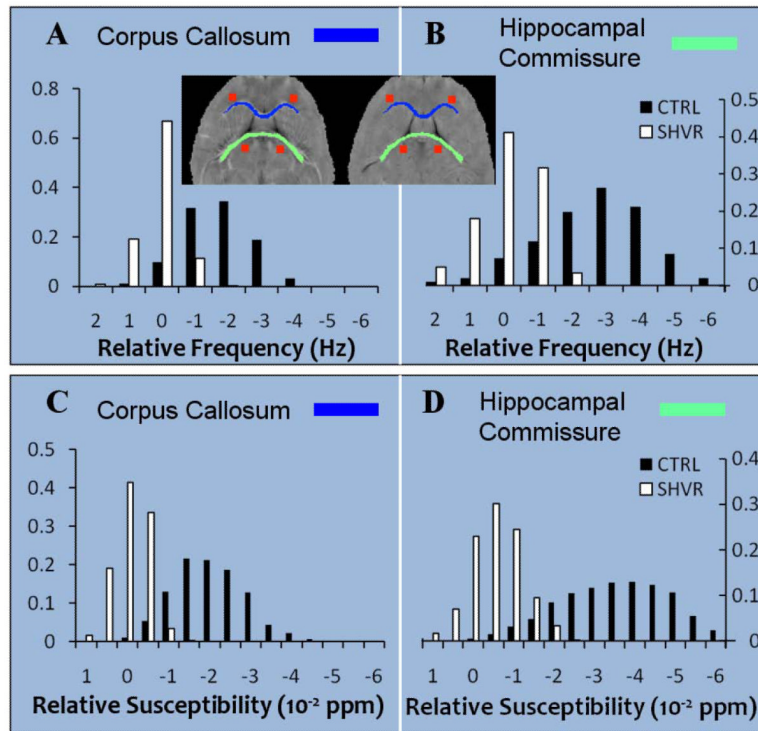 A
Corpus Callosum
0.8
0.6
0.4
0.2
0
2 1 0 -1 -2 -3 -4 -5 -6
Relative Frequency (Hz)
B
Hippocampal
Commissure
CTRL
SHVR
0.5
0.4
0.3
0.2
0.1
0
2 1 0 -1 -2 -3 -4 -5 -6
Relative Frequency (Hz)
C
Corpus Callosum
0.5
0.4
0.3
0.2
0.1
0
1 0 -1 -2 -3 -4 -5 -6
Relative Susceptibility (10⁻² ppm)
D
Hippocampal
Commissure
CTRL
SHVR
0.4
0.3
0.2
0.1
0
1 0 -1 -2 -3 -4 -5 -6
Relative Susceptibility (10⁻² ppm)